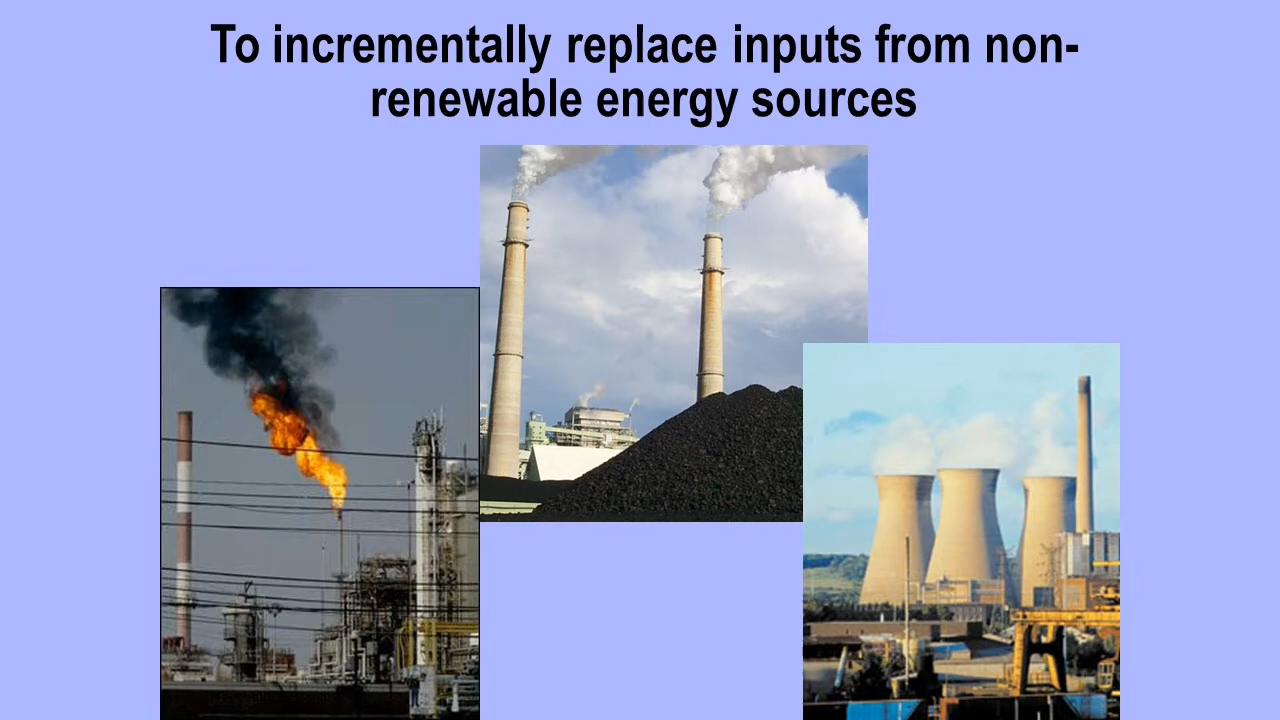 To incrementally replace inputs from non-
renewable energy sources